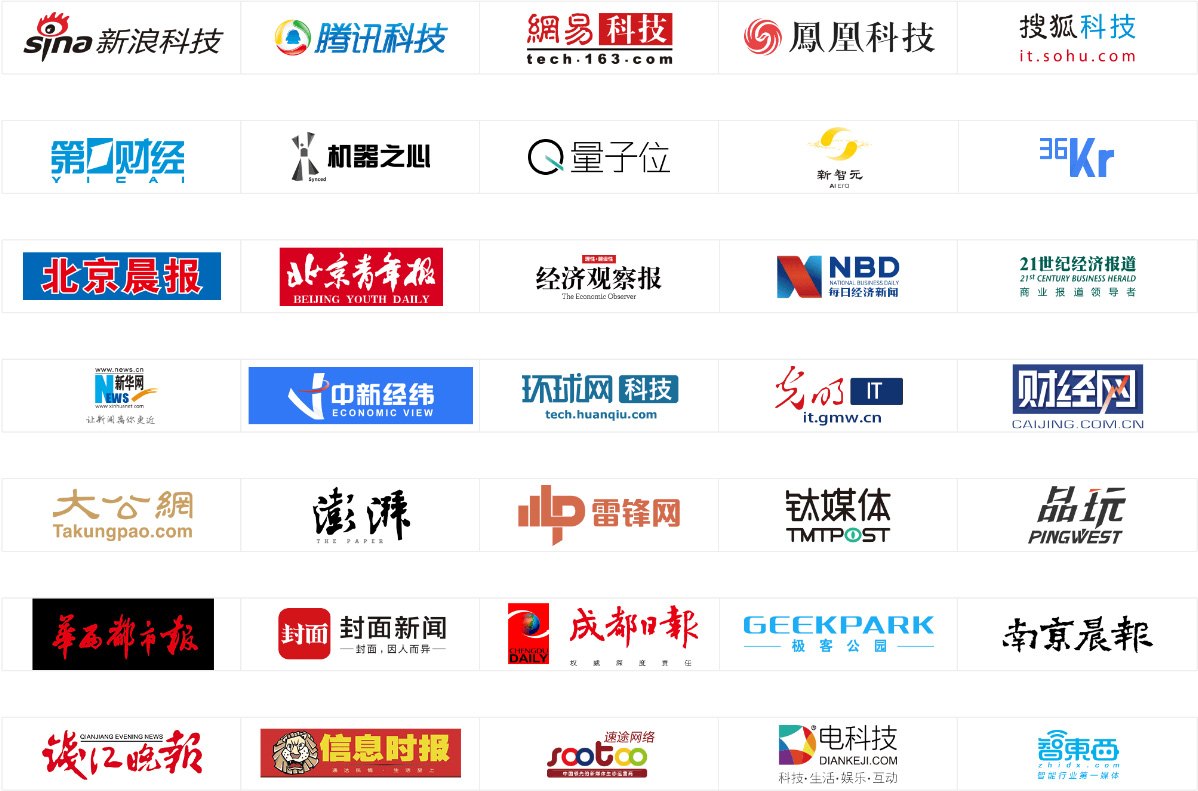 sina 新浪科技
腾讯科技
網易科技
tech·163·com
鳳凰科技
搜狐科技
it.sohu.com
第一财经
YICAI
机器之心
Synced
量子位
新智元
AI ERA
36Kr
北京晨报
北京青年报
BEIJING YOUTH DAILY
理性·建设性
经济观察报
The Economic Observer
NBD
NATIONAL BUSINESS DAILY
每日经济新闻
21世纪经济报道
21st CENTURY BUSINESS HERALD
商业报道领导者
www.news.cn
新华网
NEWS
www.xinhuanet.com
让新闻离你更近
中新经纬
ECONOMIC VIEW
环球网 科技
tech.huanqiu.com
光明 IT
it.gmw.cn
财经网
CAIJING.COM.CN
大公網
Takungpao.com
澎湃
THE PAPER
雷锋网
钛媒体
TMTPOST
品玩
PINGWEST
華西都市报
封面
封面新闻
封面，因人而异
CHENGDU
DAILY
成都日報
权威深度责任
GEEKPARK
极客公园
南京晨報
QIANJIANG EVENING NEWS
钱江晚报
信息时报
速途网络
sootoo
®
电科技
DIANKEJI.COM
科技·生活·娱乐·互动
智東西
zhidx.com
智能行业第一媒体